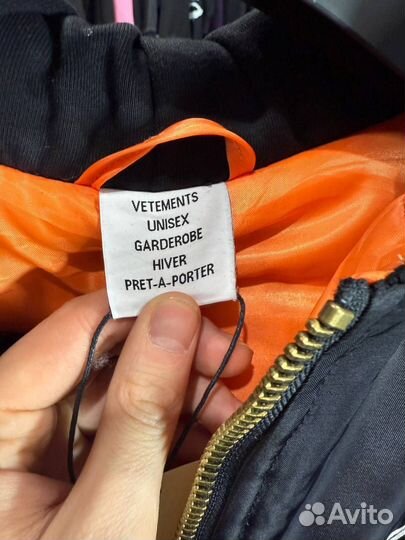 VETEMENTS
UNISEX
GARDEROBE
HIVER
PRET-A-PORTER
Avito